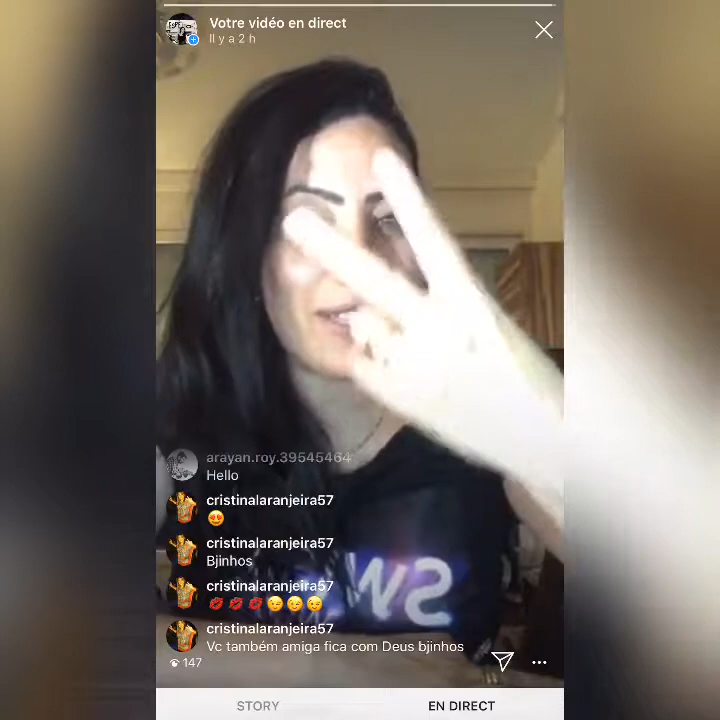 Votre vidéo en direct
Il y a 2 h
arayan.roy.39545464
Hello
cristinalaranjeira57
😍
cristinalaranjeira57
Bjinhos
cristinalaranjeira57
💋💋💋😉😉😉
cristinalaranjeira57
Vc também amiga fica com Deus bjinhos
147
STORY
EN DIRECT